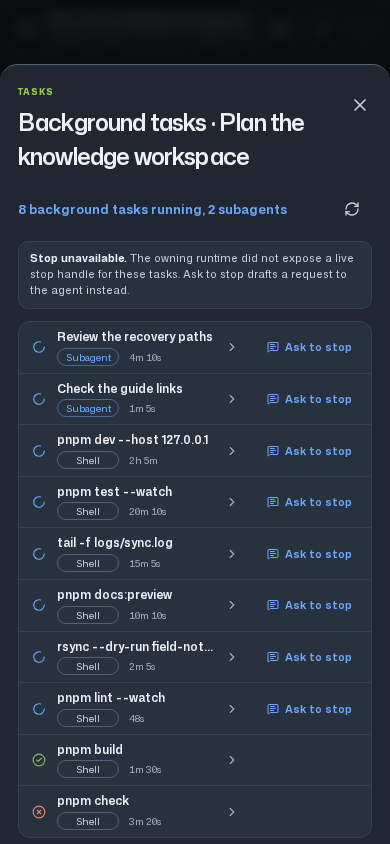 TASKS
Background tasks · Plan the
knowledge workspace
8 background tasks running, 2 subagents
Stop unavailable. The owning runtime did not expose a live
stop handle for these tasks. Ask to stop drafts a request to
the agent instead.
Review the recovery paths
Subagent 4m 10s
Ask to stop
Check the guide links
Subagent 1m 5s
Ask to stop
pnpm dev --host 127.0.0.1
Shell 2h 5m
Ask to stop
pnpm test --watch
Shell 20m 10s
Ask to stop
tail -f logs/sync.log
Shell 15m 5s
Ask to stop
pnpm docs:preview
Shell 10m 10s
Ask to stop
rsync --dry-run field-not...
Shell 2m 5s
Ask to stop
pnpm lint --watch
Shell 48s
Ask to stop
pnpm build
Shell 1m 30s
pnpm check
Shell 3m 20s